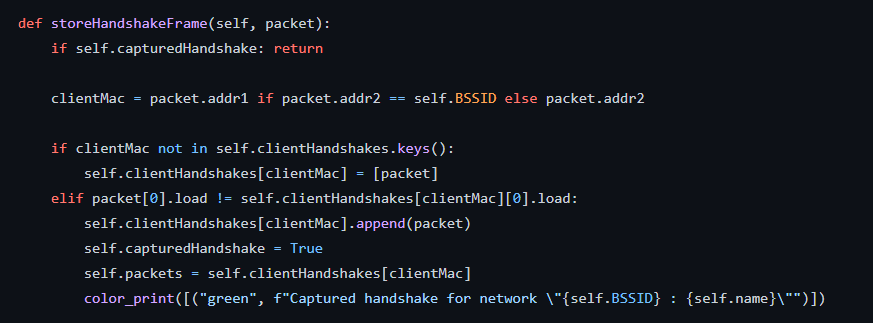 def storeHandshakeFrame(self, packet):
    if self.capturedHandshake: return

    clientMac = packet.addr1 if packet.addr2 == self.BSSID else packet.addr2

    if clientMac not in self.clientHandshakes.keys():
        self.clientHandshakes[clientMac] = [packet]
    elif packet[0].load != self.clientHandshakes[clientMac][0].load:
        self.clientHandshakes[clientMac].append(packet)
        self.capturedHandshake = True
        self.packets = self.clientHandshakes[clientMac]
        color_print([("green", f"Captured handshake for network \"{self.BSSID} : {self.name}\"")])